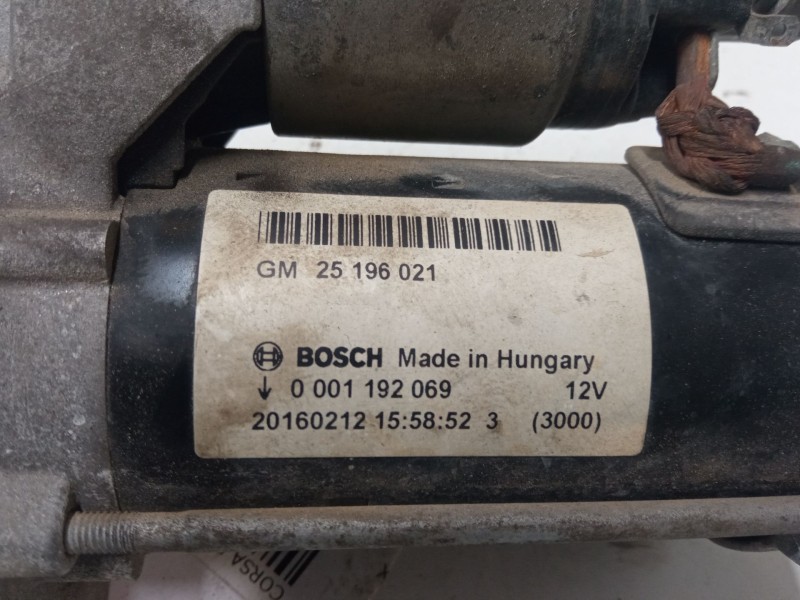 GM 25 196 021
BOSCH Made in Hungary
0 001 192 069 12V
20160212 15:58:52 3 (3000)
CORSA